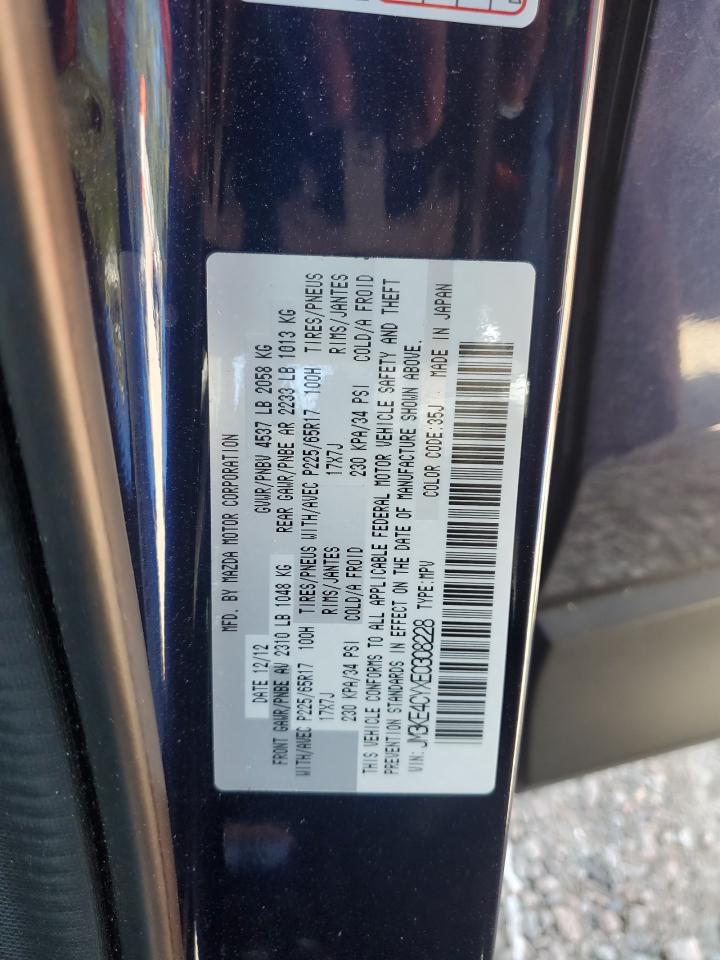 MFD. BY MAZDA MOTOR CORPORATION
DATE 12/12 GVWR/PNBV 4537 LB 2058 KG
FRONT GAWR/PNBE AV 2310 LB 1048 KG REAR GAWR/PNBE AR 2233 LB 1013 KG
WITH/AVEC P225/65R17 100H TIRES/PNEUS WITH/AVEC P225/65R17 100H TIRES/PNEUS
17X7J RIMS/JANTES 17X7J RIMS/JANTES
230 KPA/34 PSI COLD/A FROID 230 KPA/34 PSI COLD/A FROID
THIS VEHICLE CONFORMS TO ALL APPLICABLE FEDERAL MOTOR VEHICLE SAFETY AND THEFT
PREVENTION STANDARDS IN EFFECT ON THE DATE OF MANUFACTURE SHOWN ABOVE.
VIN: JM3KE4CYXE0308228 TYPE:MPV COLOR CODE:35J MADE IN JAPAN